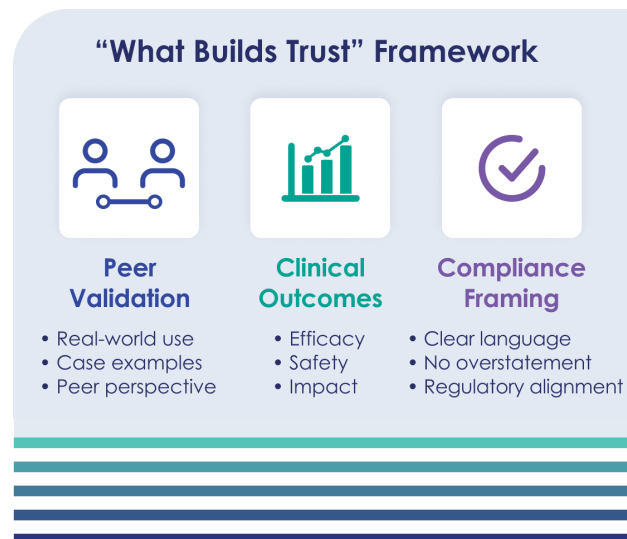 “What Builds Trust” Framework
Peer
Validation
• Real-world use
• Case examples
• Peer perspective
Clinical
Outcomes
• Efficacy
• Safety
• Impact
Compliance
Framing
• Clear language
• No overstatement
• Regulatory alignment